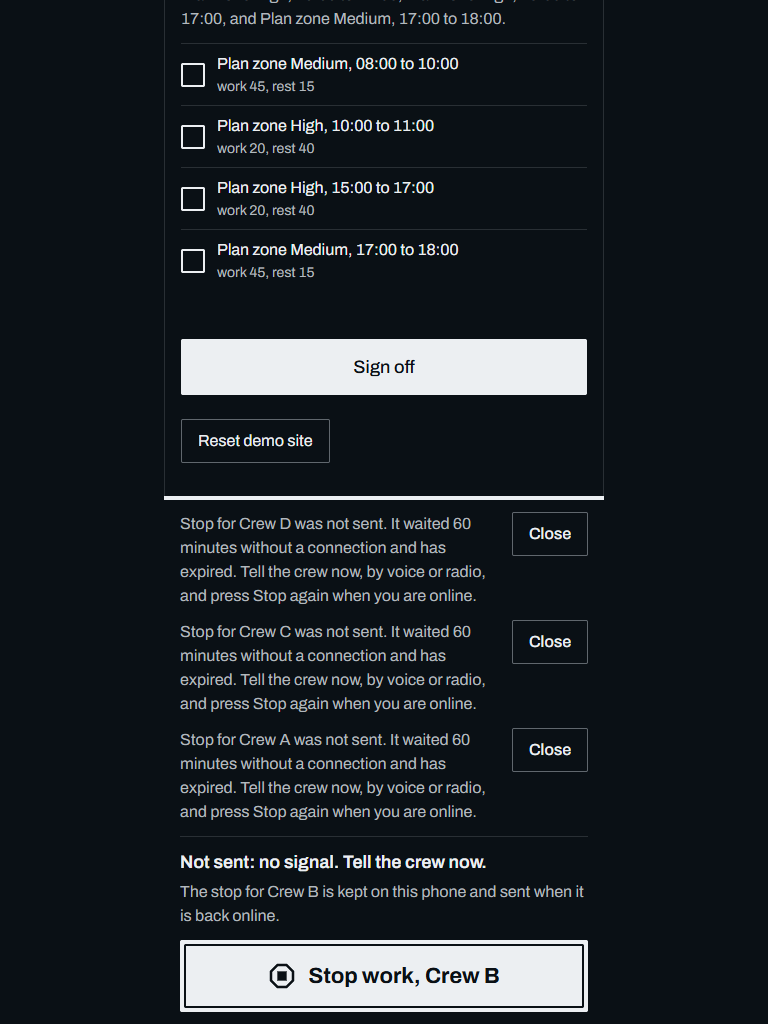 17:00, and Plan zone Medium, 17:00 to 18:00.
Plan zone Medium, 08:00 to 10:00
work 45, rest 15
Plan zone High, 10:00 to 11:00
work 20, rest 40
Plan zone High, 15:00 to 17:00
work 20, rest 40
Plan zone Medium, 17:00 to 18:00
work 45, rest 15
Sign off
Reset demo site
Stop for Crew D was not sent. It waited 60
minutes without a connection and has
expired. Tell the crew now, by voice or radio,
and press Stop again when you are online.
Close
Stop for Crew C was not sent. It waited 60
minutes without a connection and has
expired. Tell the crew now, by voice or radio,
and press Stop again when you are online.
Close
Stop for Crew A was not sent. It waited 60
minutes without a connection and has
expired. Tell the crew now, by voice or radio,
and press Stop again when you are online.
Close
Not sent: no signal. Tell the crew now.
The stop for Crew B is kept on this phone and sent when it
is back online.
Stop work, Crew B